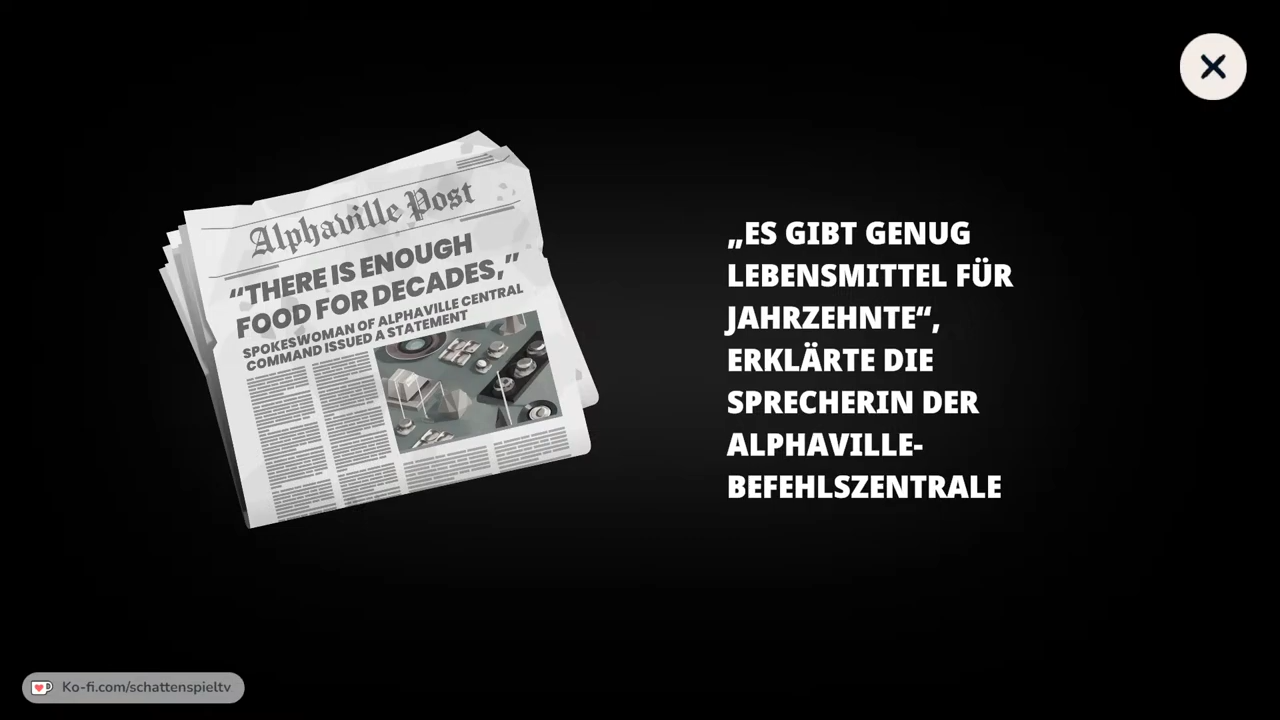 Alphaville Post
“THERE IS ENOUGH
FOOD FOR DECADES,”
SPOKESWOMAN OF ALPHAVILLE CENTRAL
COMMAND ISSUED A STATEMENT
„ES GIBT GENUG
LEBENSMITTEL FÜR
JAHRZEHNTE“,
ERKLÄRTE DIE
SPRECHERIN DER
ALPHAVILLE-
BEFEHLSZENTRALE
Ko-fi.com/schattenspieltv